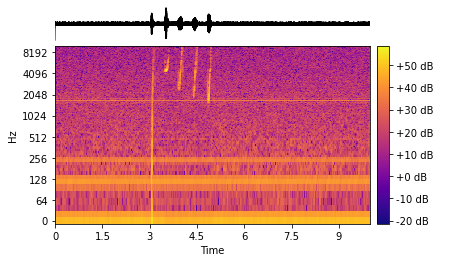 8192
4096
2048
1024
512
256
128
64
0
Hz
0
1.5
3
4.5
6
7.5
9
Time
+50 dB
+40 dB
+30 dB
+20 dB
+10 dB
+0 dB
-10 dB
-20 dB